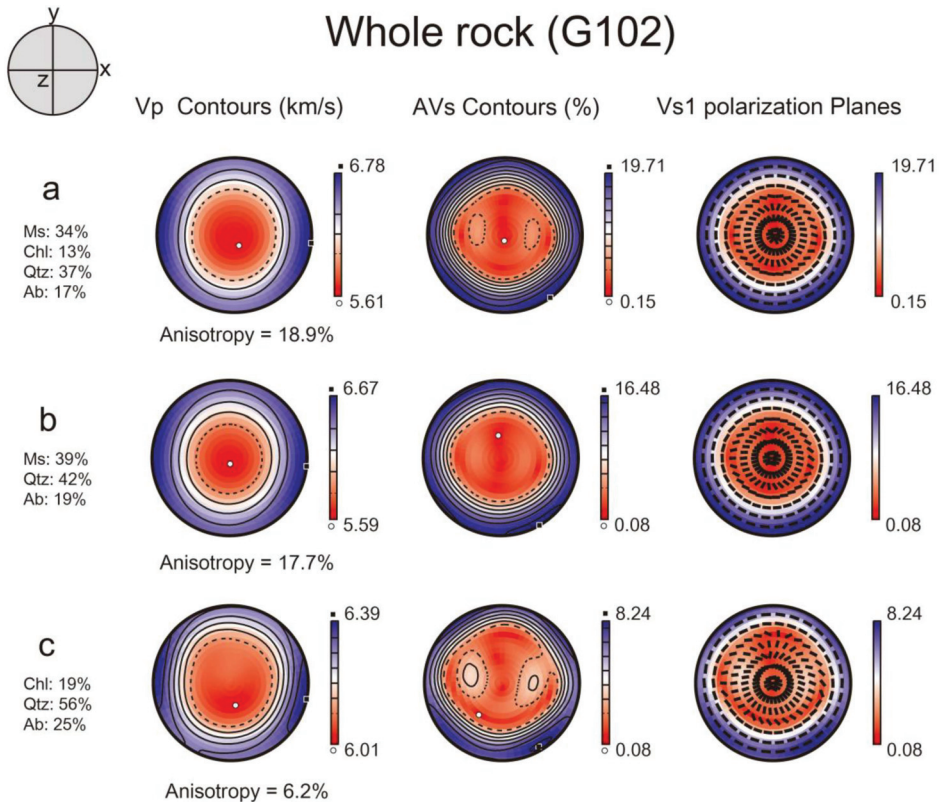 Whole rock (G102)
y
x
z
Vp Contours (km/s)
AVs Contours (%)
Vs1 polarization Planes
a
Ms: 34%
Chl: 13%
Qtz: 37%
Ab: 17%
6.78
5.61
19.71
0.15
19.71
0.15
Anisotropy = 18.9%
b
Ms: 39%
Qtz: 42%
Ab: 19%
6.67
5.59
16.48
0.08
16.48
0.08
Anisotropy = 17.7%
c
Chl: 19%
Qtz: 56%
Ab: 25%
6.39
6.01
8.24
0.08
8.24
0.08
Anisotropy = 6.2%